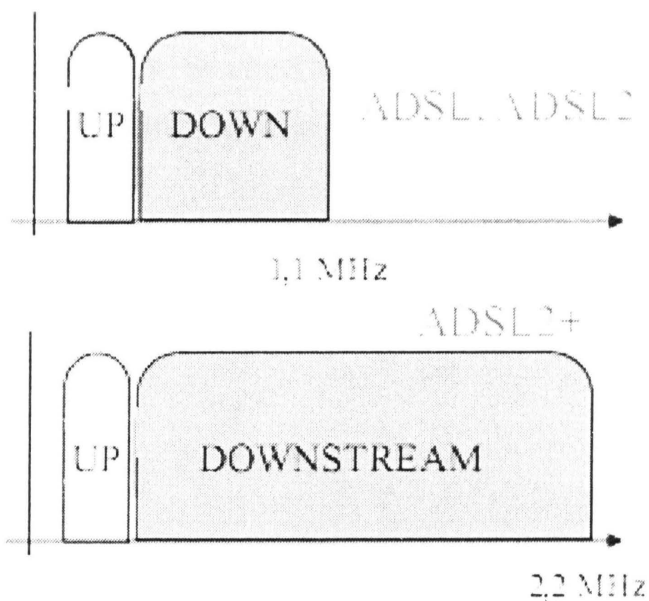 UP DOWN ADSL, ADSL2
1,1 MHz
ADSL2+
UP DOWNSTREAM
2,2 MHz